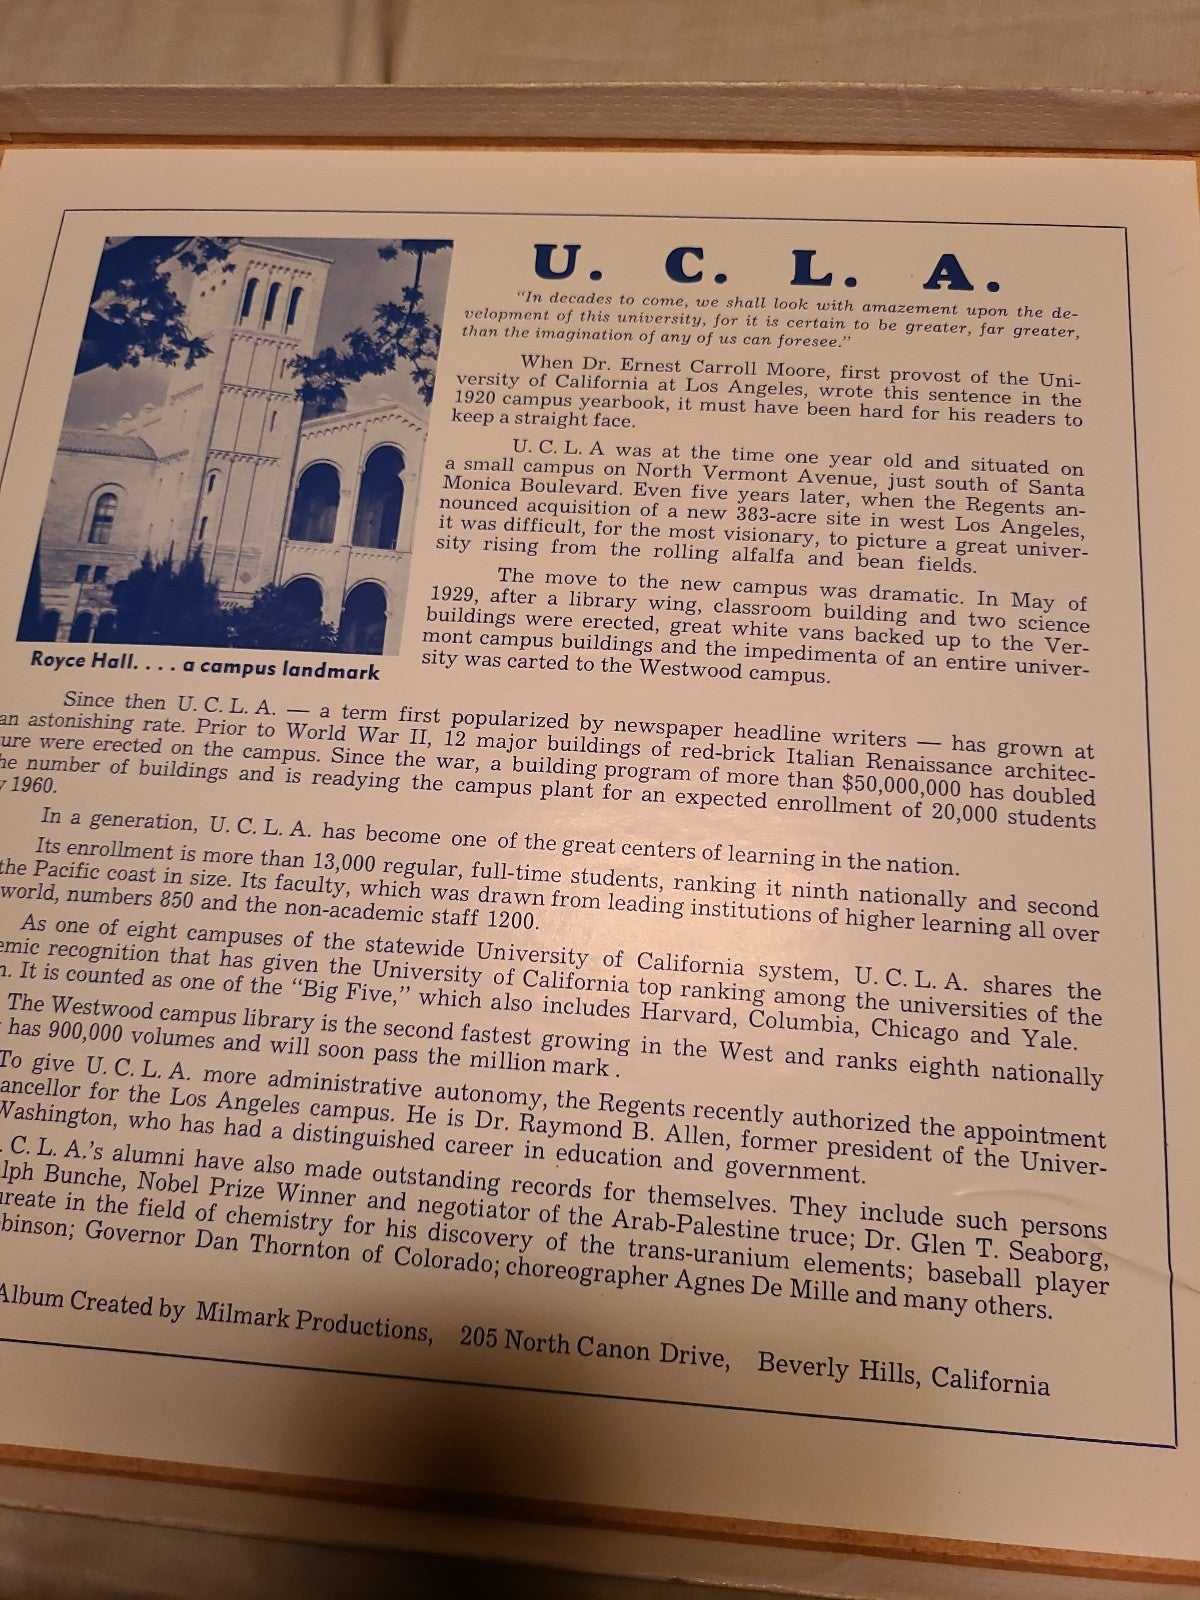 U. C. L. A.
"In decades to come, we shall look with amazement upon the de-
velopment of this university, for it is certain to be greater, far greater,
than the imagination of any of us can foresee."
When Dr. Ernest Carroll Moore, first provost of the Uni-
versity of California at Los Angeles, wrote this sentence in the
1920 campus yearbook, it must have been hard for his readers to
keep a straight face.
U. C. L. A was at the time one year old and situated on
a small campus on North Vermont Avenue, just south of Santa
Monica Boulevard. Even five years later, when the Regents an-
nounced acquisition of a new 383-acre site in west Los Angeles,
it was difficult, for the most visionary, to picture a great univer-
sity rising from the rolling alfalfa and bean fields.
The move to the new campus was dramatic. In May of
1929, after a library wing, classroom building and two science
buildings were erected, great white vans backed up to the Ver-
mont campus buildings and the impedimenta of an entire univer-
sity was carted to the Westwood campus.
Royce Hall. . . . a campus landmark
Since then U. C. L. A. — a term first popularized by newspaper headline writers — has grown at
an astonishing rate. Prior to World War II, 12 major buildings of red-brick Italian Renaissance architec-
ure were erected on the campus. Since the war, a building program of more than $50,000,000 has doubled
he number of buildings and is readying the campus plant for an expected enrollment of 20,000 students
y 1960.
In a generation, U. C. L. A. has become one of the great centers of learning in the nation.
Its enrollment is more than 13,000 regular, full-time students, ranking it ninth nationally and second
the Pacific coast in size. Its faculty, which was drawn from leading institutions of higher learning all over
world, numbers 850 and the non-academic staff 1200.
As one of eight campuses of the statewide University of California system, U. C. L. A. shares the
emic recognition that has given the University of California top ranking among the universities of the
n. It is counted as one of the "Big Five," which also includes Harvard, Columbia, Chicago and Yale.
The Westwood campus library is the second fastest growing in the West and ranks eighth nationally
has 900,000 volumes and will soon pass the million mark.
To give U. C. L. A. more administrative autonomy, the Regents recently authorized the appointment
ancellor for the Los Angeles campus. He is Dr. Raymond B. Allen, former president of the Univer-
Washington, who has had a distinguished career in education and government.
. C. L. A.'s alumni have also made outstanding records for themselves. They include such persons
lph Bunche, Nobel Prize Winner and negotiator of the Arab-Palestine truce; Dr. Glen T. Seaborg,
ureate in the field of chemistry for his discovery of the trans-uranium elements; baseball player
binson; Governor Dan Thornton of Colorado; choreographer Agnes De Mille and many others.
Album Created by Milmark Productions, 205 North Canon Drive, Beverly Hills, California